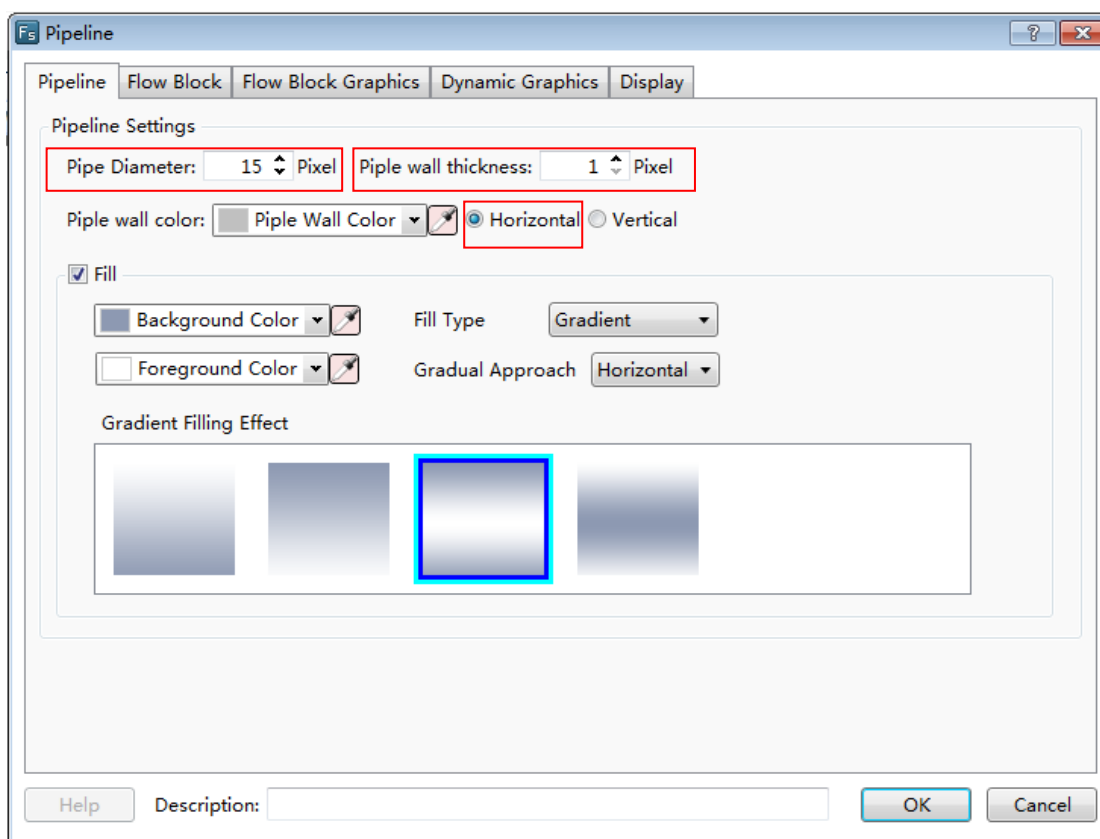 Fs Pipeline
Pipeline Flow Block Flow Block Graphics Dynamic Graphics Display
Pipeline Settings
Pipe Diameter: 15 Pixel Piple wall thickness: 1 Pixel
Piple wall color: Piple Wall Color Horizontal Vertical
Fill
Background Color Fill Type Gradient
Foreground Color Gradual Approach Horizontal
Gradient Filling Effect
Help Description: OK Cancel